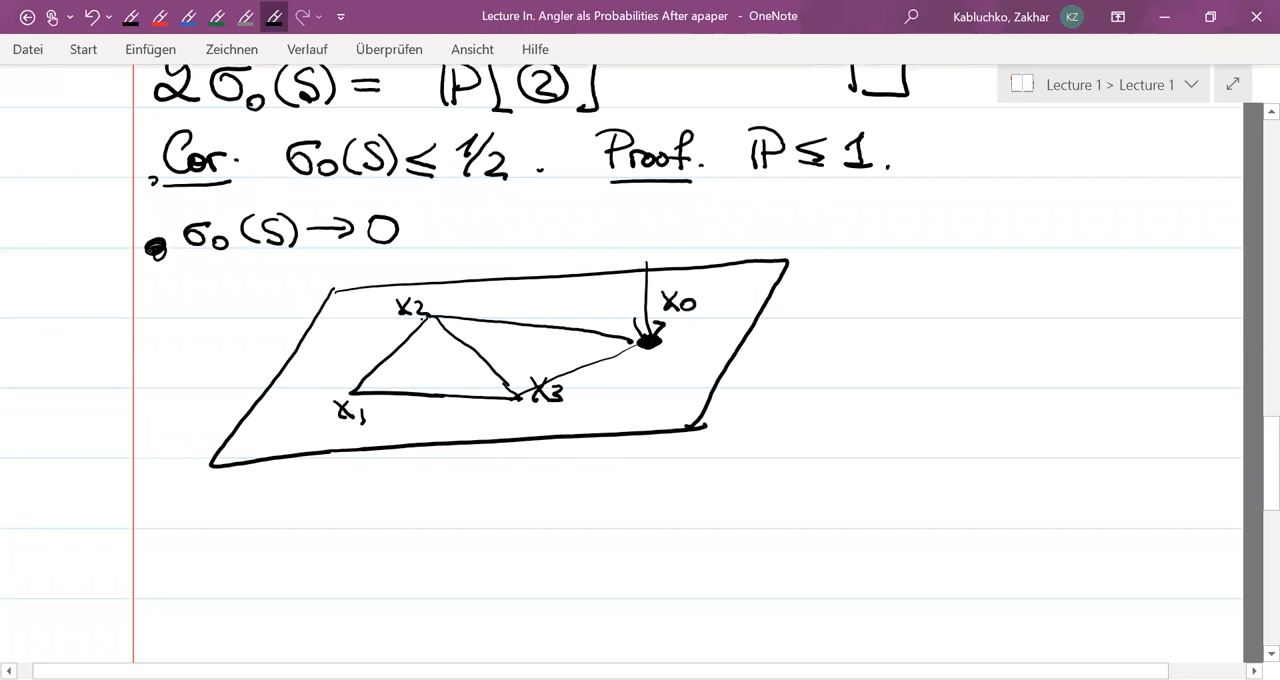 Lecture In. Angler als Probabilities After apaper - OneNote
Kabluchko, Zakhar KZ
Datei Start Einfügen Zeichnen Verlauf Überprüfen Ansicht Hilfe
Lecture 1 > Lecture 1
2σ₀(S) = P[②]
Cor. σ₀(S) ≤ 1/2. Proof. P ≤ 1.
σ₀(S) → 0
X₂ X₀
X₁ X₃